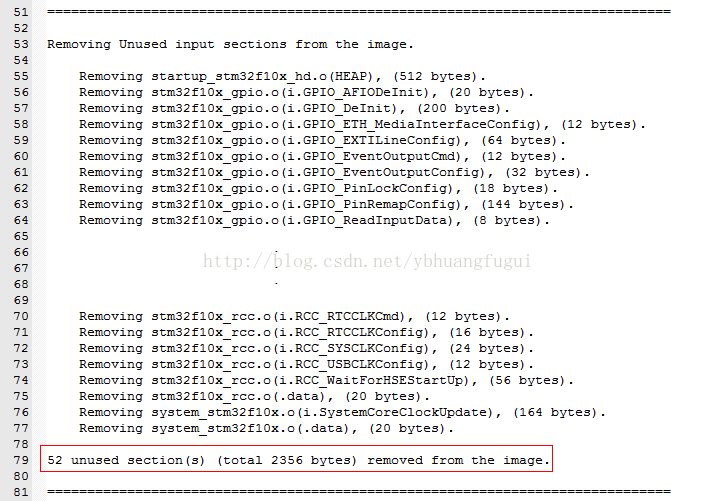 51 ==============================================================================
52
53 Removing Unused input sections from the image.
54
55     Removing startup_stm32f10x_hd.o(HEAP), (512 bytes).
56     Removing stm32f10x_gpio.o(i.GPIO_AFIODeInit), (20 bytes).
57     Removing stm32f10x_gpio.o(i.GPIO_DeInit), (200 bytes).
58     Removing stm32f10x_gpio.o(i.GPIO_ETH_MediaInterfaceConfig), (12 bytes).
59     Removing stm32f10x_gpio.o(i.GPIO_EXTILineConfig), (64 bytes).
60     Removing stm32f10x_gpio.o(i.GPIO_EventOutputCmd), (12 bytes).
61     Removing stm32f10x_gpio.o(i.GPIO_EventOutputConfig), (32 bytes).
62     Removing stm32f10x_gpio.o(i.GPIO_PinLockConfig), (18 bytes).
63     Removing stm32f10x_gpio.o(i.GPIO_PinRemapConfig), (144 bytes).
64     Removing stm32f10x_gpio.o(i.GPIO_ReadInputData), (8 bytes).
65
66 .
http://blog.csdn.net/ybhuangfugui
67 .
68 .
69
70     Removing stm32f10x_rcc.o(i.RCC_RTCCLKCmd), (12 bytes).
71     Removing stm32f10x_rcc.o(i.RCC_RTCCLKConfig), (16 bytes).
72     Removing stm32f10x_rcc.o(i.RCC_SYSCLKConfig), (24 bytes).
73     Removing stm32f10x_rcc.o(i.RCC_USBCLKConfig), (12 bytes).
74     Removing stm32f10x_rcc.o(i.RCC_WaitForHSEStartUp), (56 bytes).
75     Removing stm32f10x_rcc.o(.data), (20 bytes).
76     Removing system_stm32f10x.o(i.SystemCoreClockUpdate), (164 bytes).
77     Removing system_stm32f10x.o(.data), (20 bytes).
78
79 52 unused section(s) (total 2356 bytes) removed from the image.
80
81 ==============================================================================